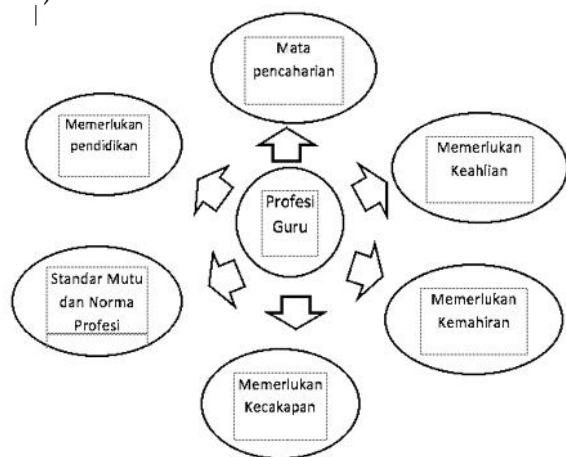 Mata
pencaharian
Memerlukan
pendidikan
Memerlukan
Keahlian
Profesi
Guru
Standar Mutu
dan Norma
Profesi
Memerlukan
Kemahiran
Memerlukan
Kecakapan